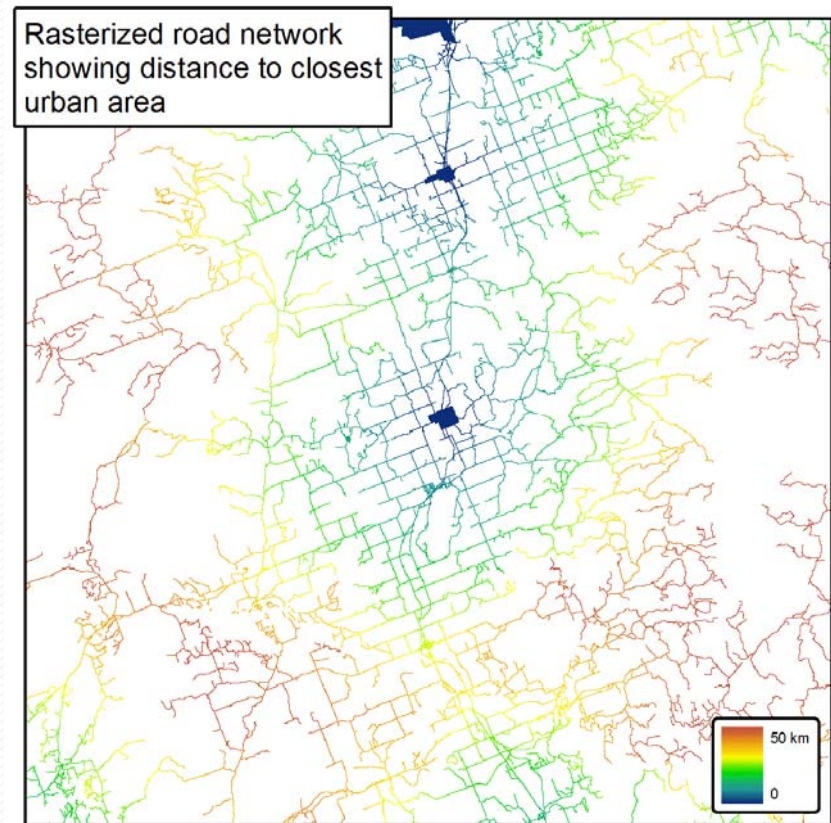 Rasterized road network
showing distance to closest
urban area
50 km
0